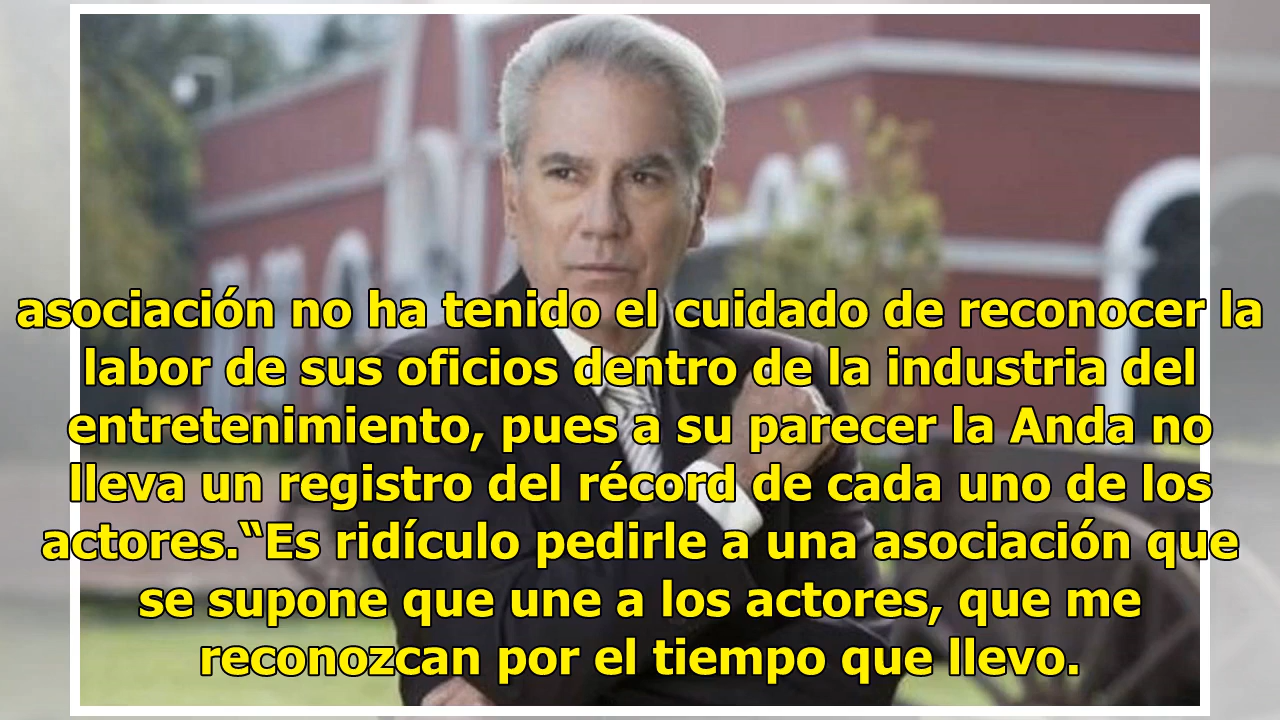 asociación no ha tenido el cuidado de reconocer la
labor de sus oficios dentro de la industria del
entretenimiento, pues a su parecer la Anda no
lleva un registro del récord de cada uno de los
actores.“Es ridículo pedirle a una asociación que
se supone que une a los actores, que me
reconozcan por el tiempo que llevo.